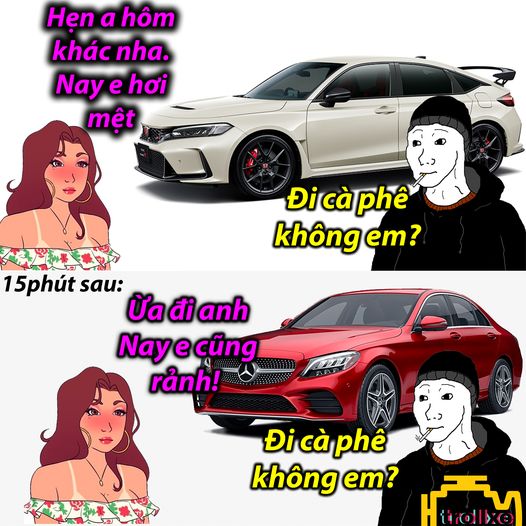 Hẹn a hôm
khác nha.
Nay e hơi
mệt
Đi cà phê
không em?
15phút sau:
Ừa đi anh
Nay e cũng
rảnh!
Đi cà phê
không em?
trollxe